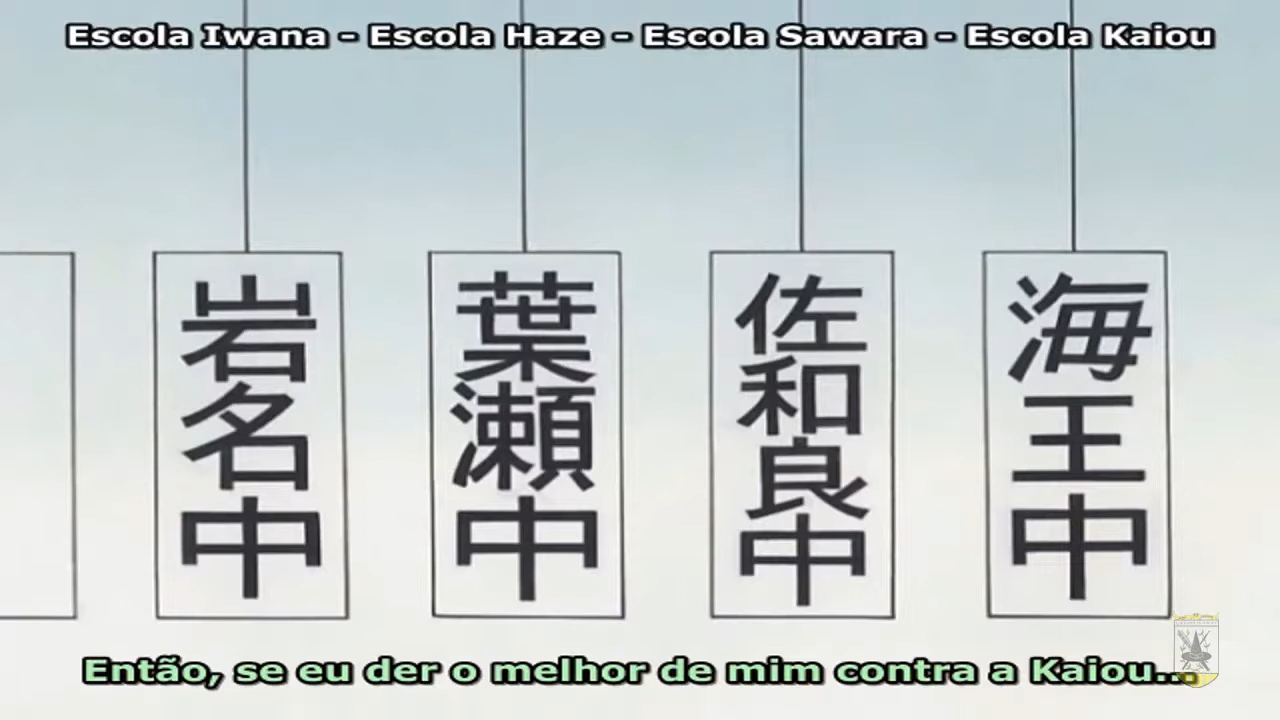 Escola Iwana - Escola Haze - Escola Sawara - Escola Kaiou
岩名中
葉瀬中
佐和良中
海王中
Então, se eu der o melhor de mim contra a Kaiou...